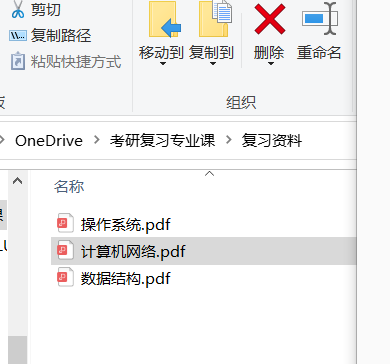 剪切
复制路径
粘贴快捷方式
移动到 复制到 删除 重命名
组织
OneDrive 考研复习专业课 复习资料
名称
操作系统.pdf
计算机网络.pdf
数据结构.pdf